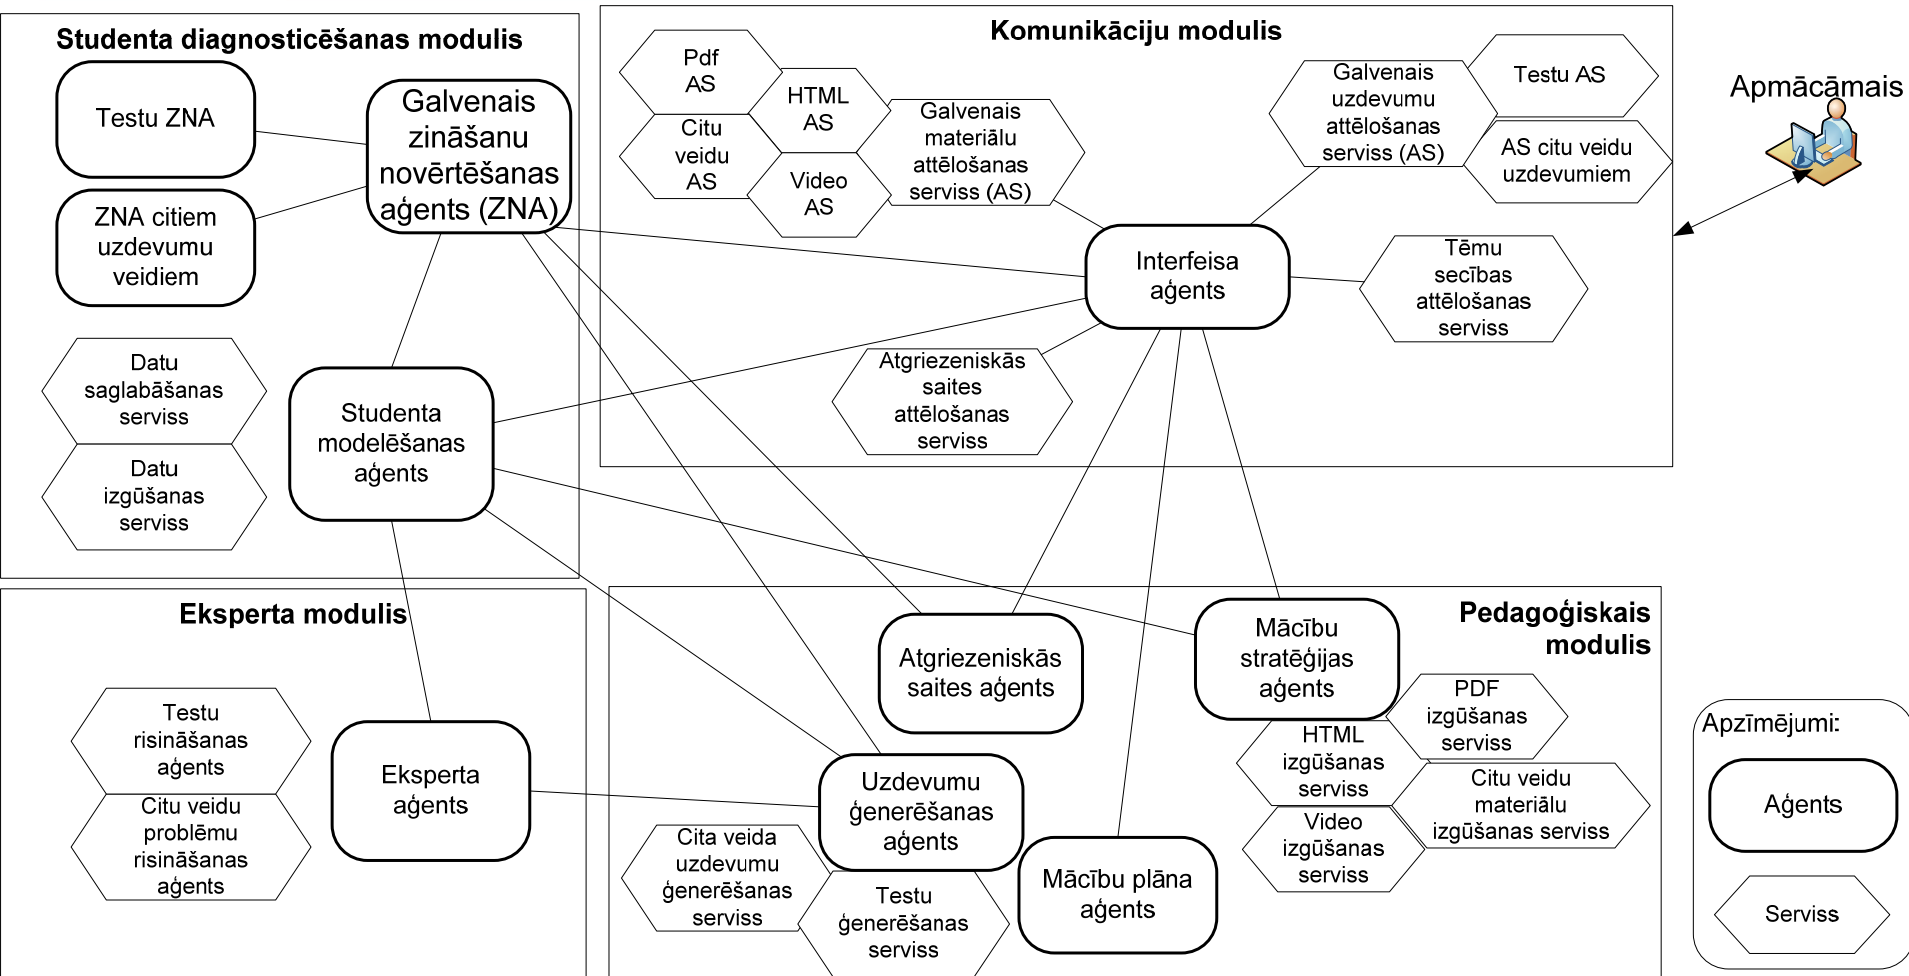 Studenta diagnosticēšanas modulis
Testu ZNA
Galvenais
zināšanu
novērtēšanas
aģents (ZNA)
ZNA citiem
uzdevumu
veidiem
Datu
saglabāšanas
serviss
Datu
izgūšanas
serviss
Studenta
modelēšanas
aģents
Komunikāciju modulis
Pdf
AS
HTML
AS
Citu
veidu
AS
Video
AS
Galvenais
materiālu
attēlošanas
serviss (AS)
Galvenais
uzdevumu
attēlošanas
serviss (AS)
Testu AS
AS citu veidu
uzdevumiem
Interfeisa
aģents
Tēmu
secības
attēlošanas
serviss
Atgriezeniskās
saites
attēlošanas
serviss
Apmācāmais
Eksperta modulis
Testu
risināšanas
aģents
Citu veidu
problēmu
risināšanas
aģents
Eksperta
aģents
Pedagoģiskais
modulis
Atgriezeniskās
saites aģents
Mācību
stratēģijas
aģents
PDF
izgūšanas
serviss
HTML
izgūšanas
serviss
Citu veidu
materiālu
izgūšanas serviss
Video
izgūšanas
serviss
Uzdevumu
ģenerēšanas
aģents
Cita veida
uzdevumu
ģenerēšanas
serviss
Testu
ģenerēšanas
serviss
Mācību plāna
aģents
Apzīmējumi:
Aģents
Serviss